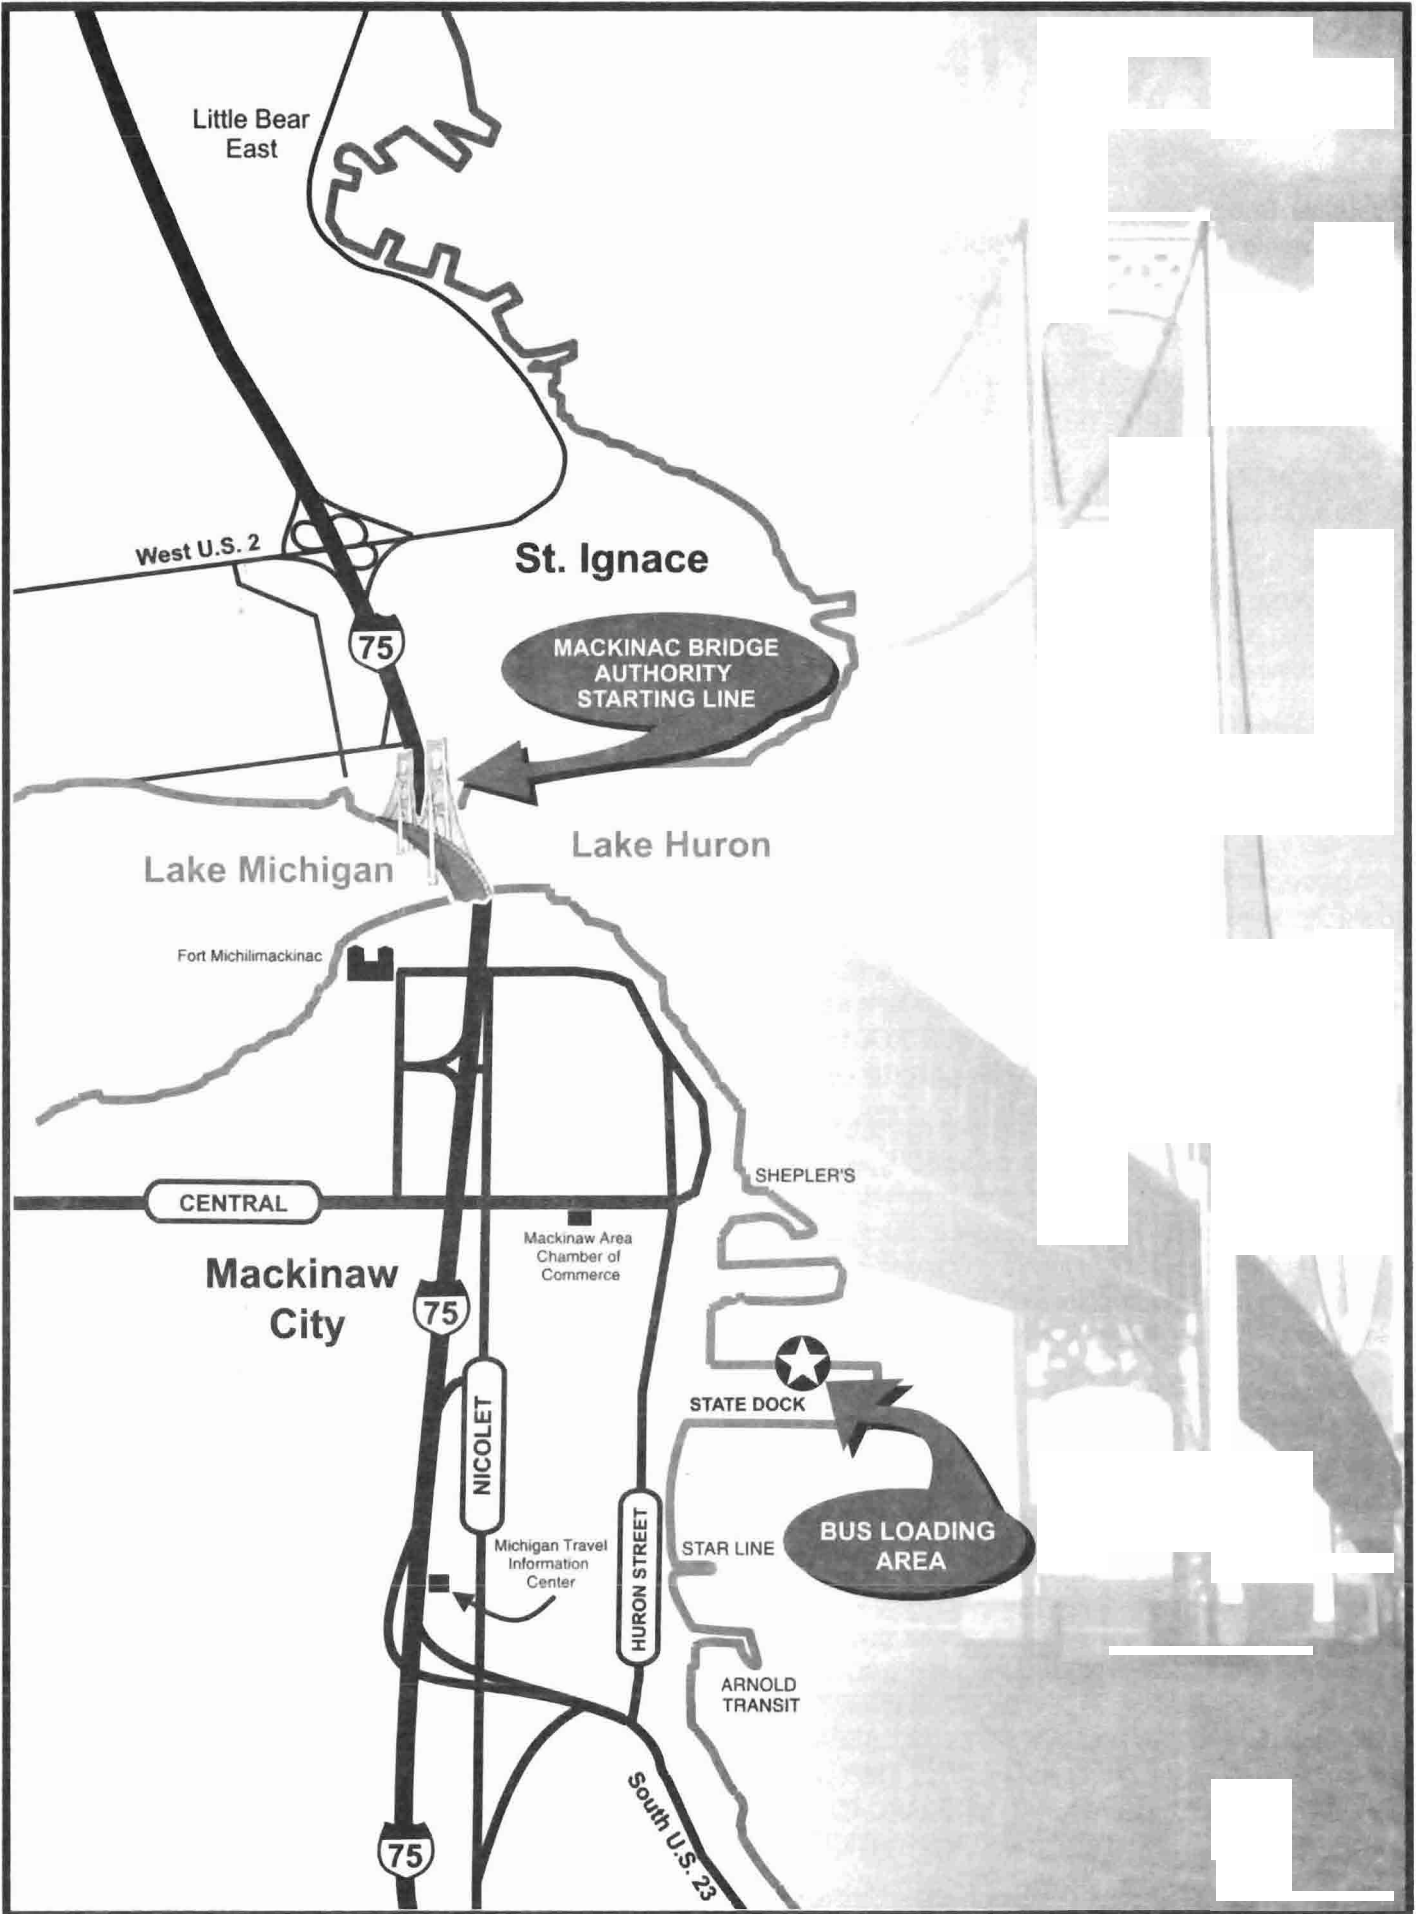 Little Bear
East
West U.S. 2
St. Ignace
75
MACKINAC BRIDGE
AUTHORITY
STARTING LINE
Lake Huron
Lake Michigan
Fort Michilimackinac
SHEPLER'S
CENTRAL
Mackinaw Area
Chamber of
Commerce
Mackinaw
City
75
STATE DOCK
NICOLET
HURON STREET
BUS LOADING
AREA
STAR LINE
Michigan Travel
Information
Center
ARNOLD
TRANSIT
South U.S. 23
75